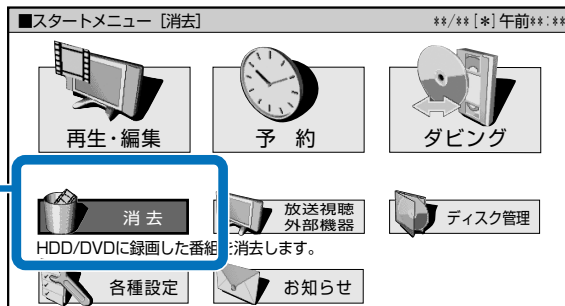 ■スタートメニュー［消去］ **/** [*] 午前**:**
再生・編集 予 約 ダビング
消 去 放送視聴 外部機器 ディスク管理
HDD/DVDに録画した番組を消去します。
各種設定 お知らせ